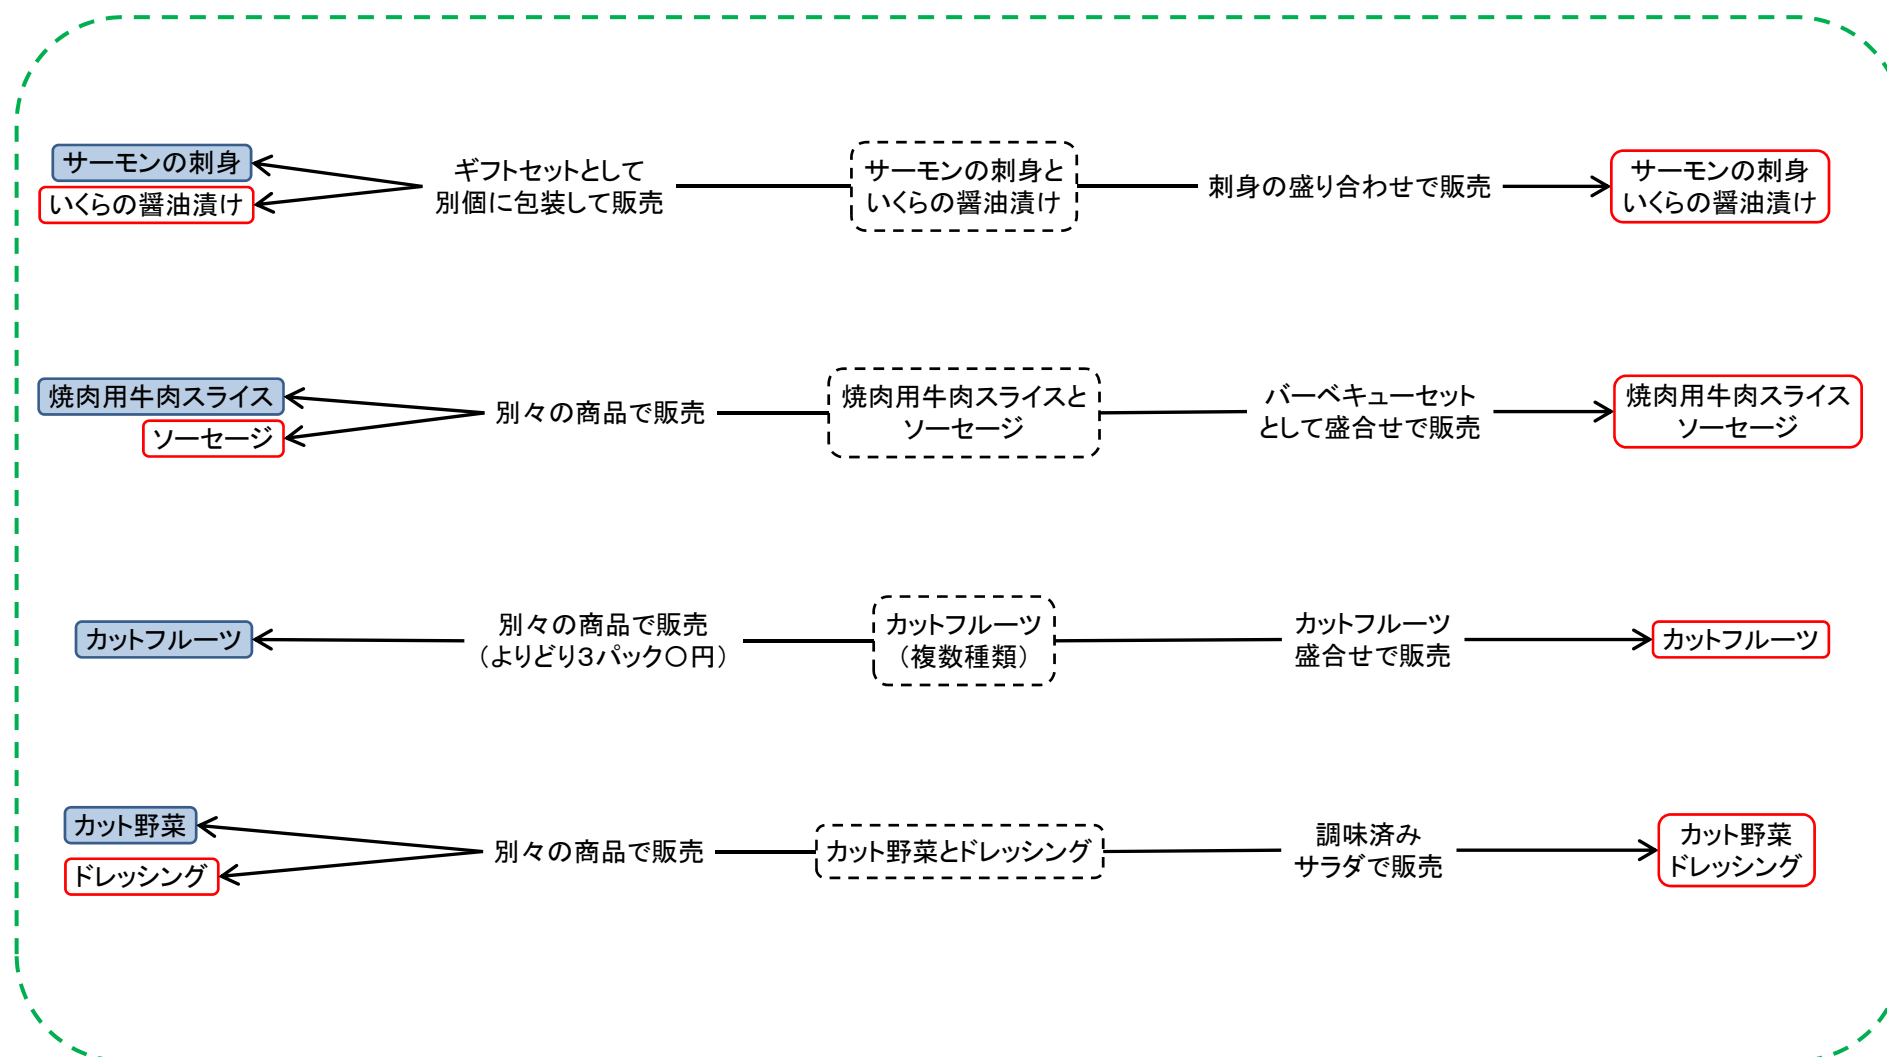 サーモンの刺身
いくらの醤油漬け
ギフトセットとして
別個に包装して販売
サーモンの刺身と
いくらの醤油漬け
刺身の盛り合わせで販売
サーモンの刺身
いくらの醤油漬け
焼肉用牛肉スライス
ソーセージ
別々の商品で販売
焼肉用牛肉スライスと
ソーセージ
バーベキューセット
として盛合せで販売
焼肉用牛肉スライス
ソーセージ
カットフルーツ
別々の商品で販売
（よりどり３パック〇円）
カットフルーツ
（複数種類）
カットフルーツ
盛合せで販売
カットフルーツ
カット野菜
ドレッシング
別々の商品で販売
カット野菜とドレッシング
調味済み
サラダで販売
カット野菜
ドレッシング